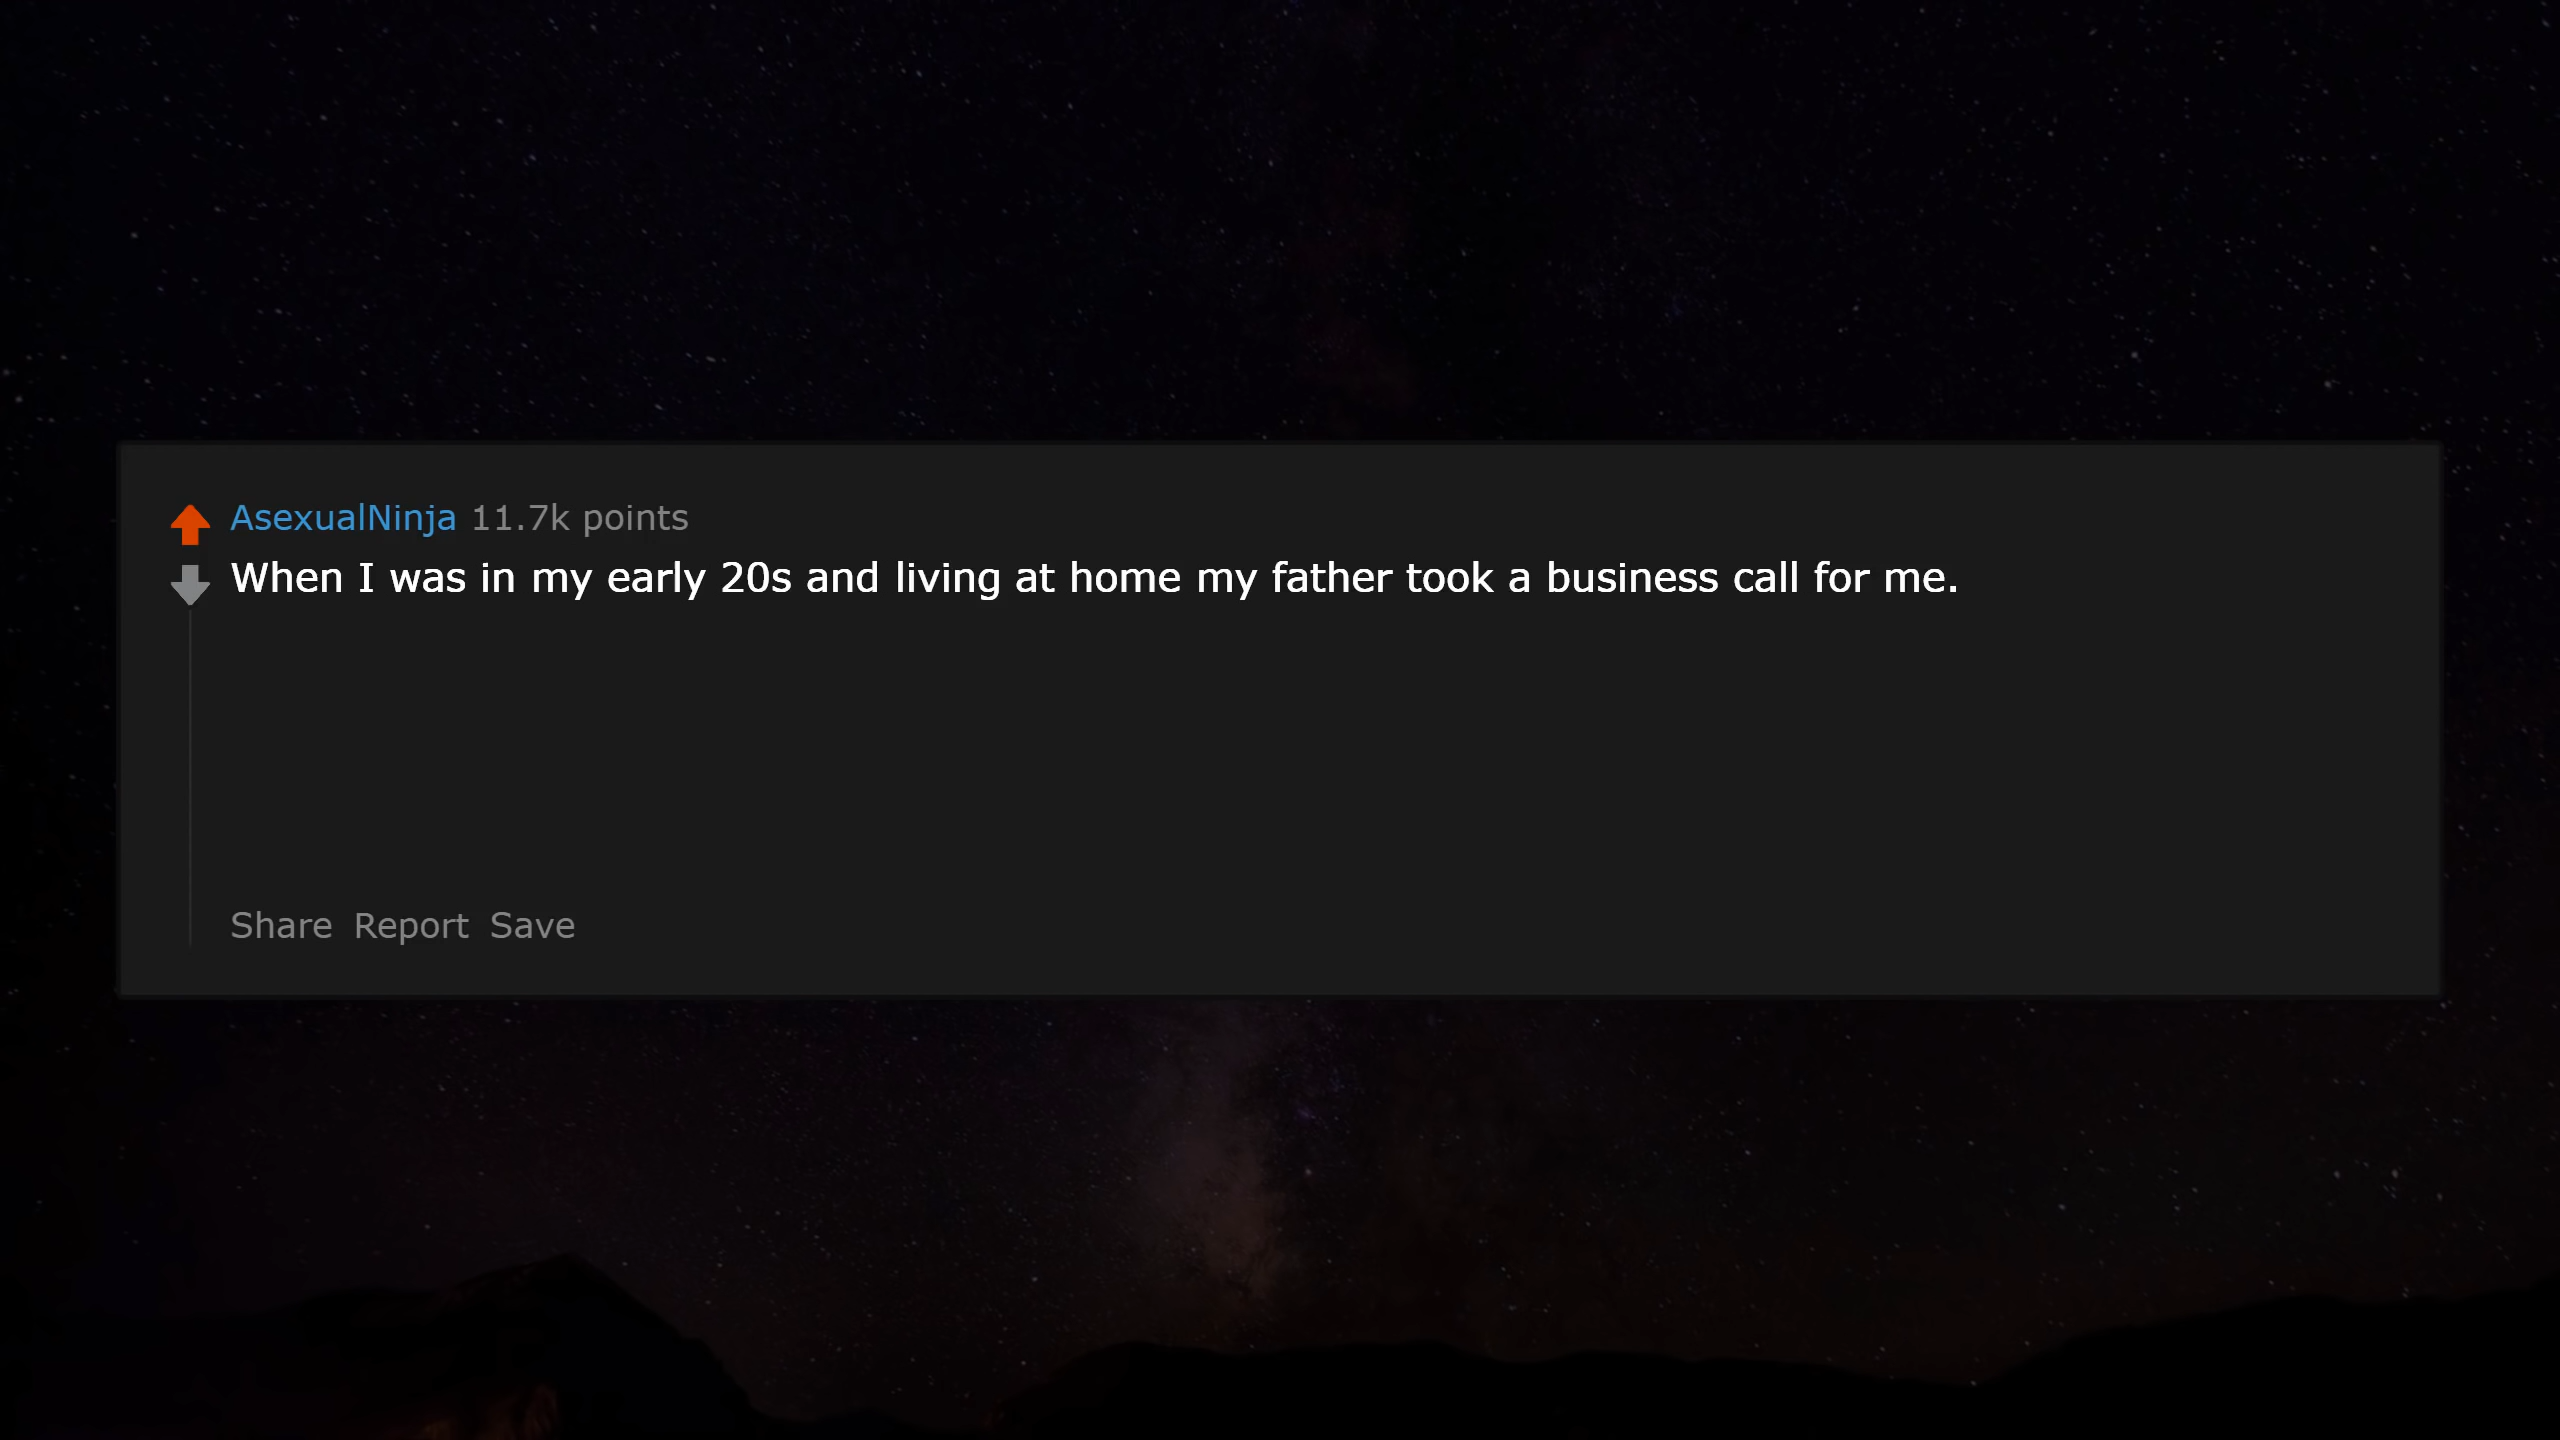 AsexualNinja 11.7k points
When I was in my early 20s and living at home my father took a business call for me.
Share Report Save